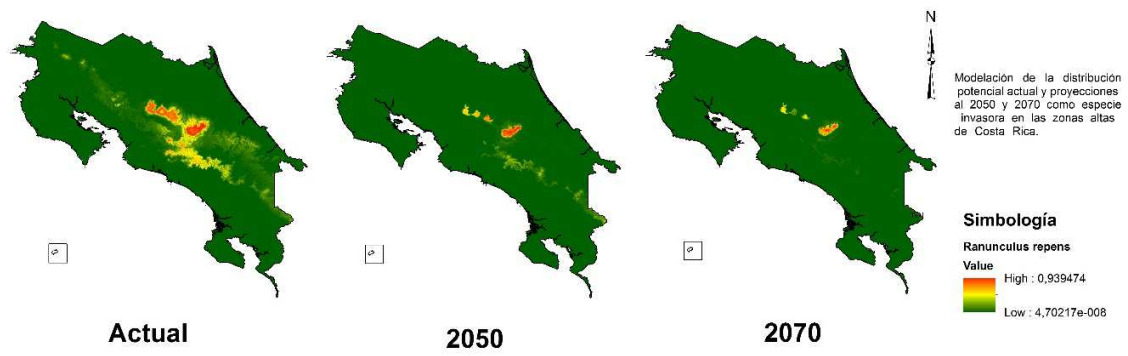 N
Modelación de la distribución
potencial actual y proyecciones
al 2050 y 2070 como especie
invasora en las zonas altas
de Costa Rica.
Simbología
Ranunculus repens
Value
High : 0,939474
Low : 4,70217e-008
Actual
2050
2070